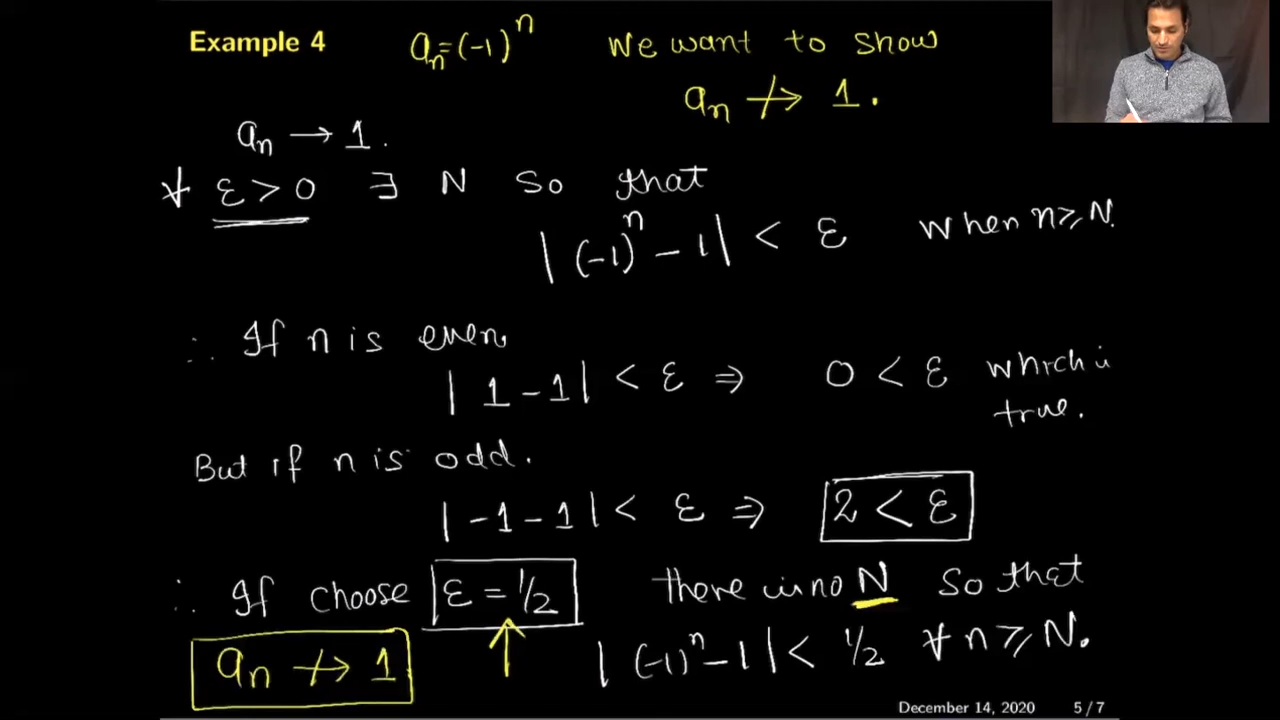 Example 4 aₙ=(-1)ⁿ We want to show
aₙ ↛ 1.
aₙ → 1.
∀ ε > 0 ∃ N So that
|(-1)ⁿ - 1| < ε when n ≥ N.
∴ If n is even,
|1 - 1| < ε ⇒ 0 < ε which is
true.
But if n is odd.
|-1 - 1| < ε ⇒ 2 < ε
∴ If choose ε = 1/2 there is no N So that
|(-1)ⁿ - 1| < 1/2 ∀ n ≥ N.
aₙ ↛ 1
December 14, 2020 5 / 7